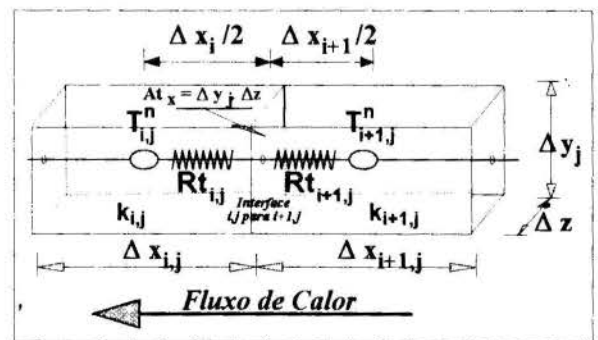 Δ x_i /2 Δ x_{i+1} /2
At_x = Δ y_j Δ z
T^n_{i,j} T^n_{i+1,j}
Δ y_j
Rt_{i,j} Rt_{i+1,j}
Interface
i,j para i+1,j
k_{i,j} k_{i+1,j}
Δ z
Δ x_{i,j} Δ x_{i+1,j}
Fluxo de Calor